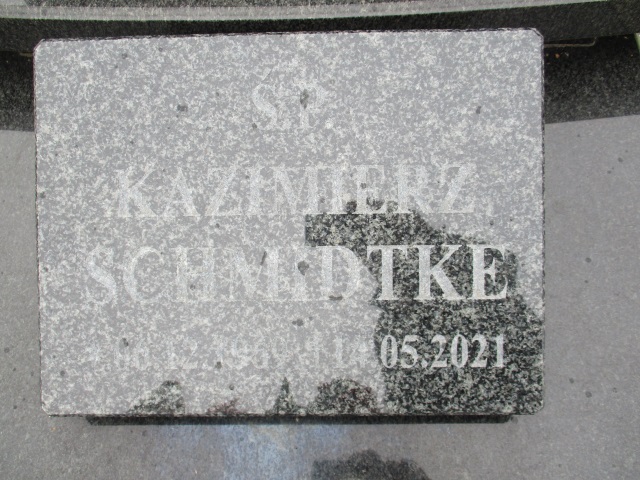 Ś.P.
KAZIMIERZ
SCHMIDTKE
05.2021